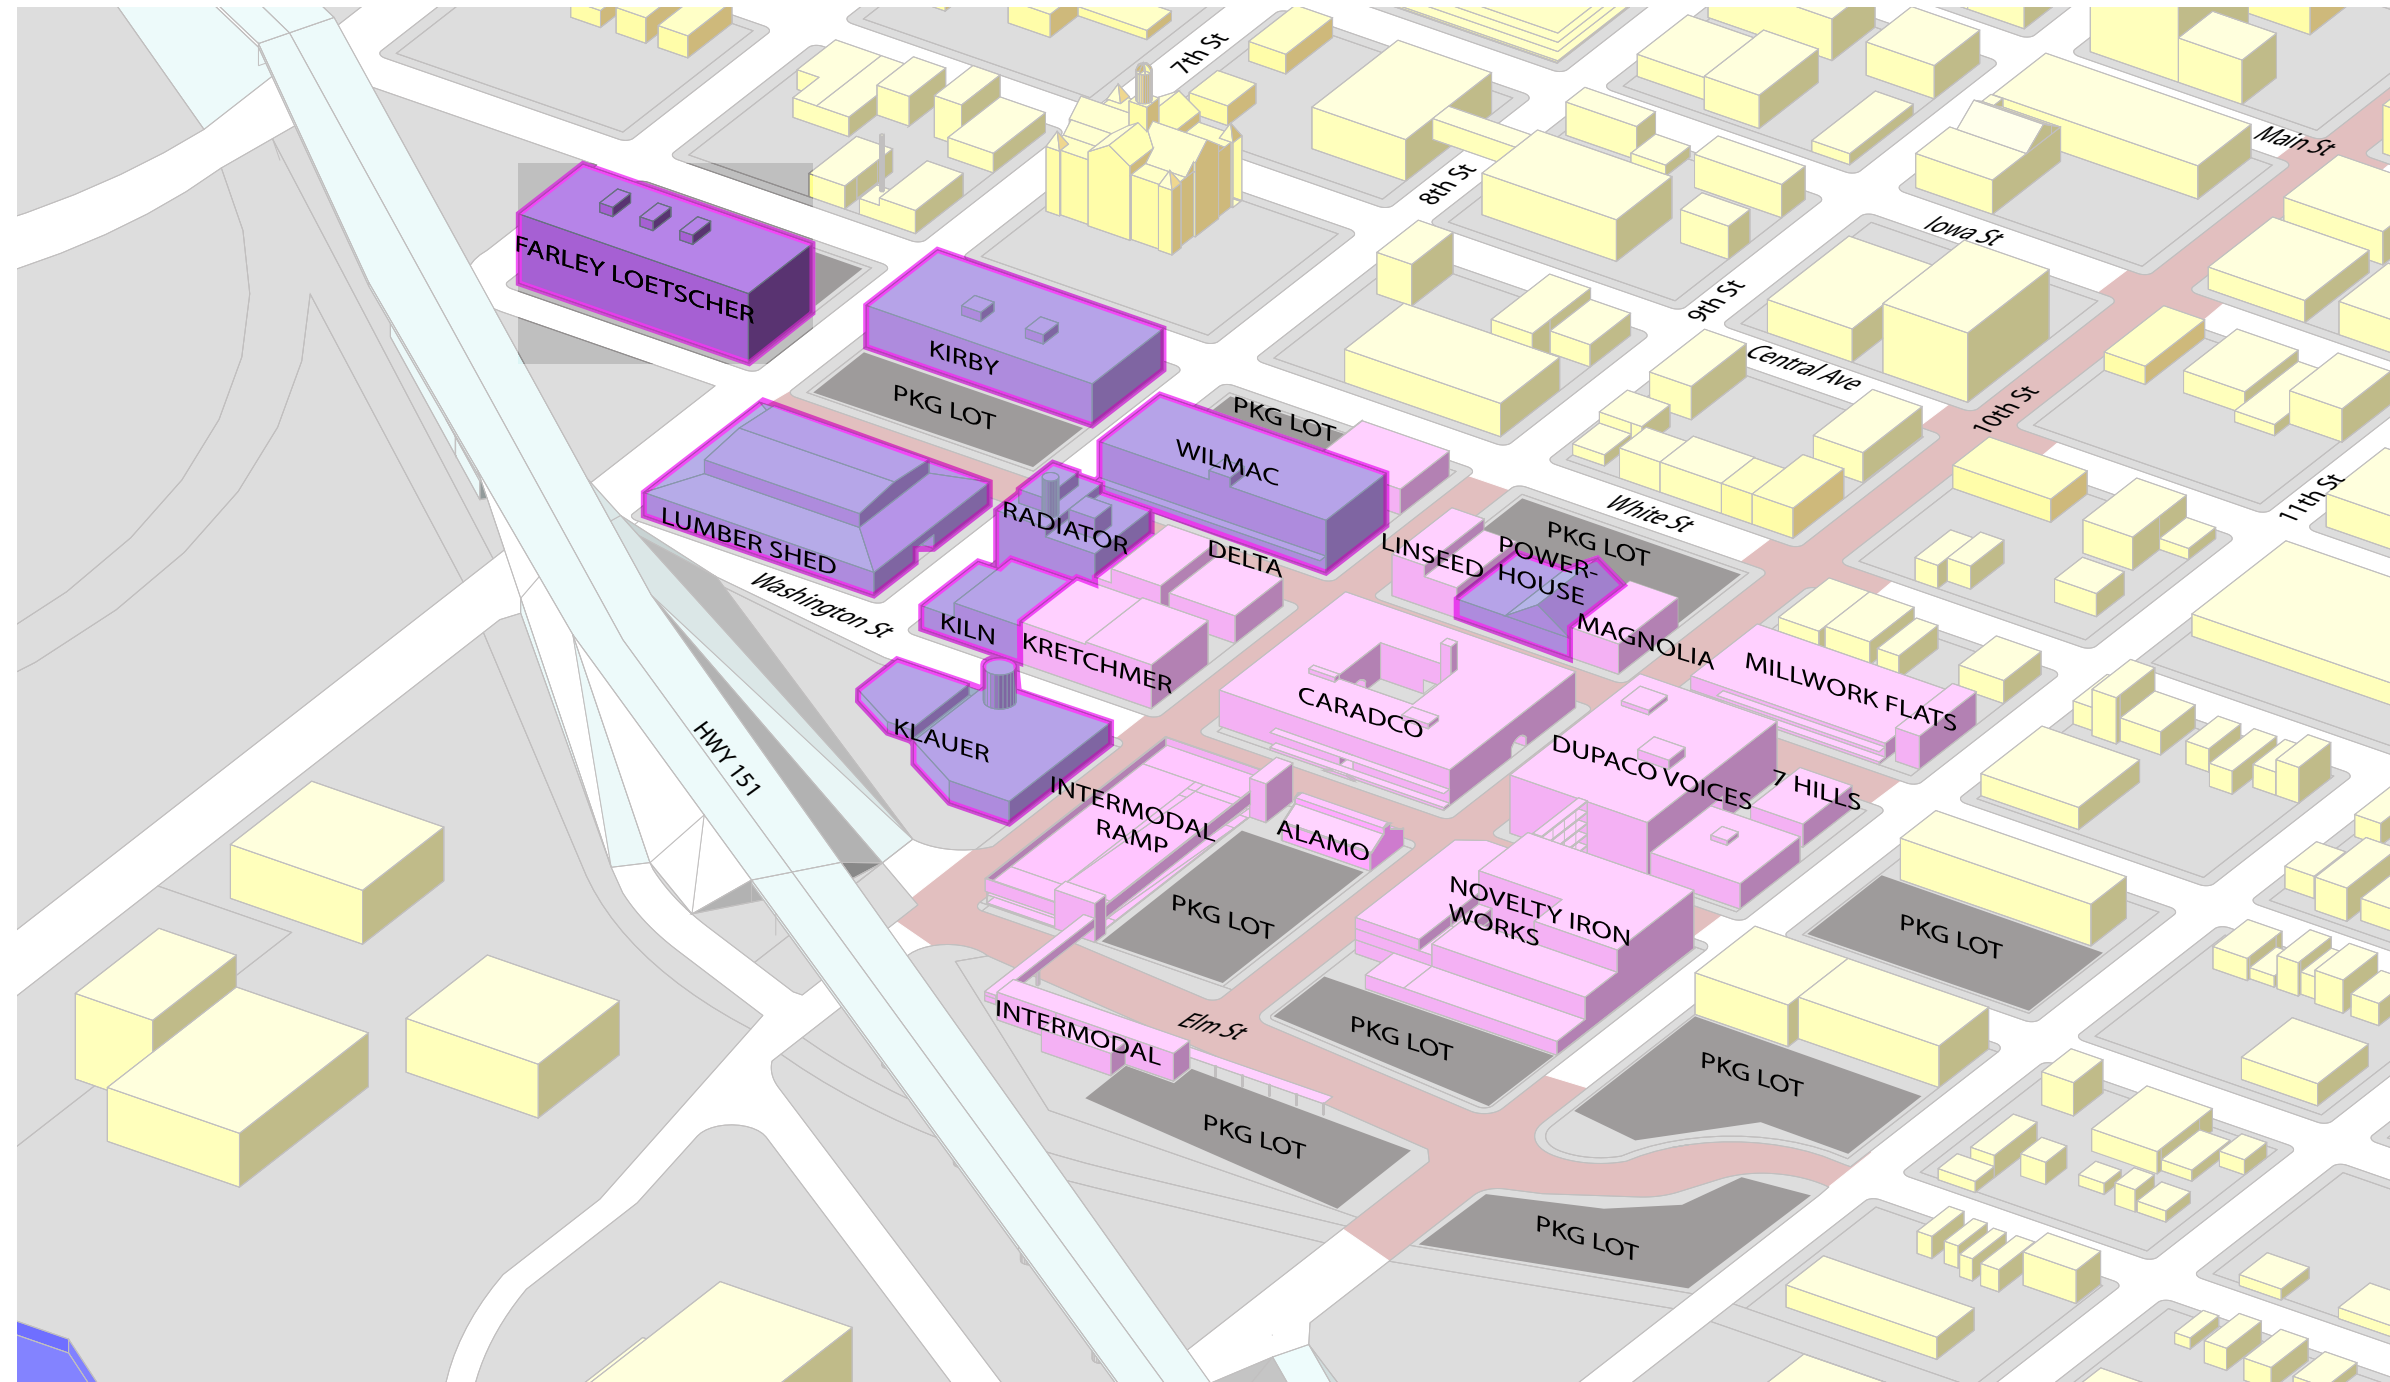 7th St
Main St
8th St
Iowa St
FARLEY LOETSCHER
9th St
KIRBY
Central Ave
PKG LOT
PKG LOT
10th St
WILMAC
11th St
White St
RADIATOR
LUMBER SHED
DELTA
LINSEED
PKG LOT
POWER-
HOUSE
Washington St
KILN
KRETCHMER
MAGNOLIA
MILLWORK FLATS
CARADCO
KLAUER
HWY 151
DUPACO VOICES
7 HILLS
INTERMODAL
RAMP
ALAMO
PKG LOT
NOVELTY IRON
WORKS
PKG LOT
INTERMODAL
Elm St
PKG LOT
PKG LOT
PKG LOT
PKG LOT